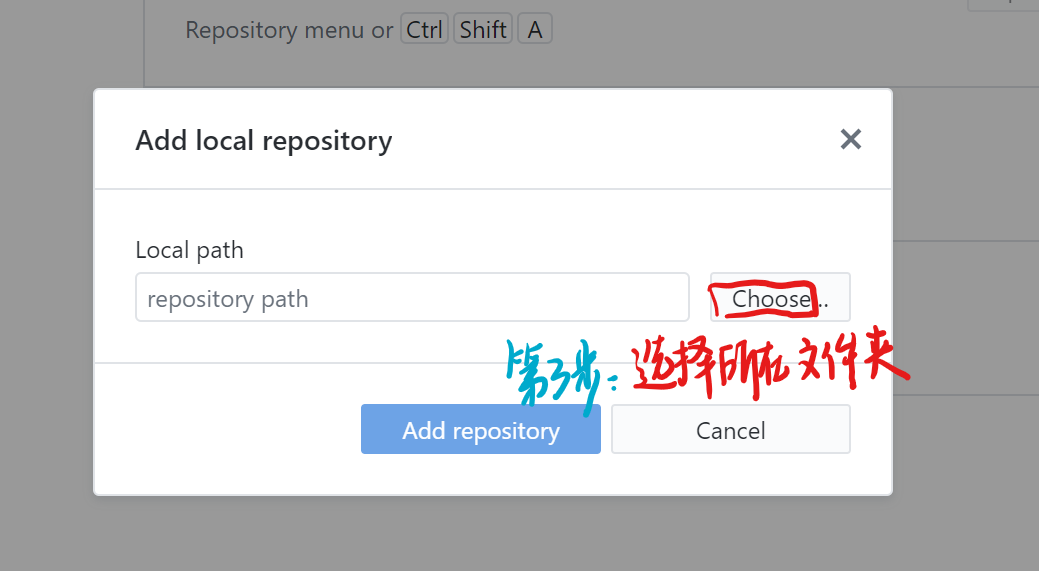 Repository menu or Ctrl Shift A
Add local repository
Local path
repository path
Choose...
第3步：选择所在文件夹
Add repository
Cancel